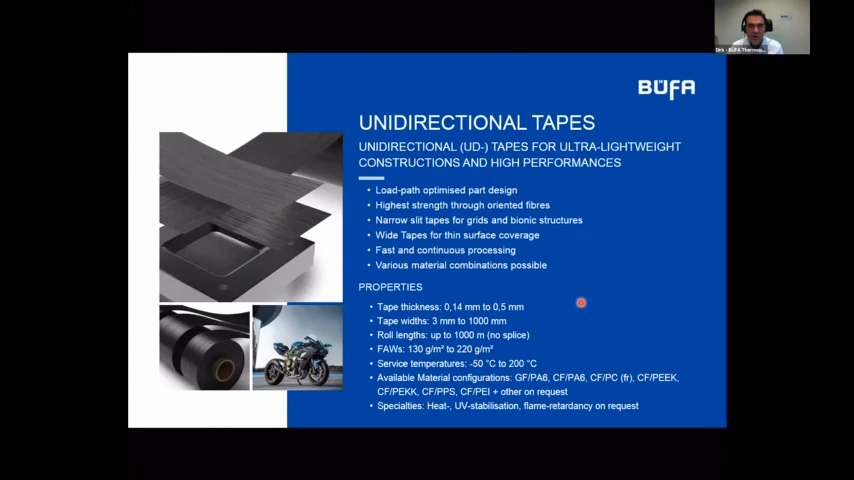 Dirk - BÜFA Thermop...
BÜFA
UNIDIRECTIONAL TAPES
UNIDIRECTIONAL (UD-) TAPES FOR ULTRA-LIGHTWEIGHT
CONSTRUCTIONS AND HIGH PERFORMANCES
• Load-path optimised part design
• Highest strength through oriented fibres
• Narrow slit tapes for grids and bionic structures
• Wide Tapes for thin surface coverage
• Fast and continuous processing
• Various material combinations possible
PROPERTIES
• Tape thickness: 0,14 mm to 0,5 mm
• Tape widths: 3 mm to 1000 mm
• Roll lengths: up to 1000 m (no splice)
• FAWs: 130 g/m² to 220 g/m²
• Service temperatures: -50 °C to 200 °C
• Available Material configurations: GF/PA6, CF/PA6, CF/PC (fr), CF/PEEK,
CF/PEKK, CF/PPS, CF/PEI + other on request
• Specialties: Heat-, UV-stabilisation, flame-retardancy on request